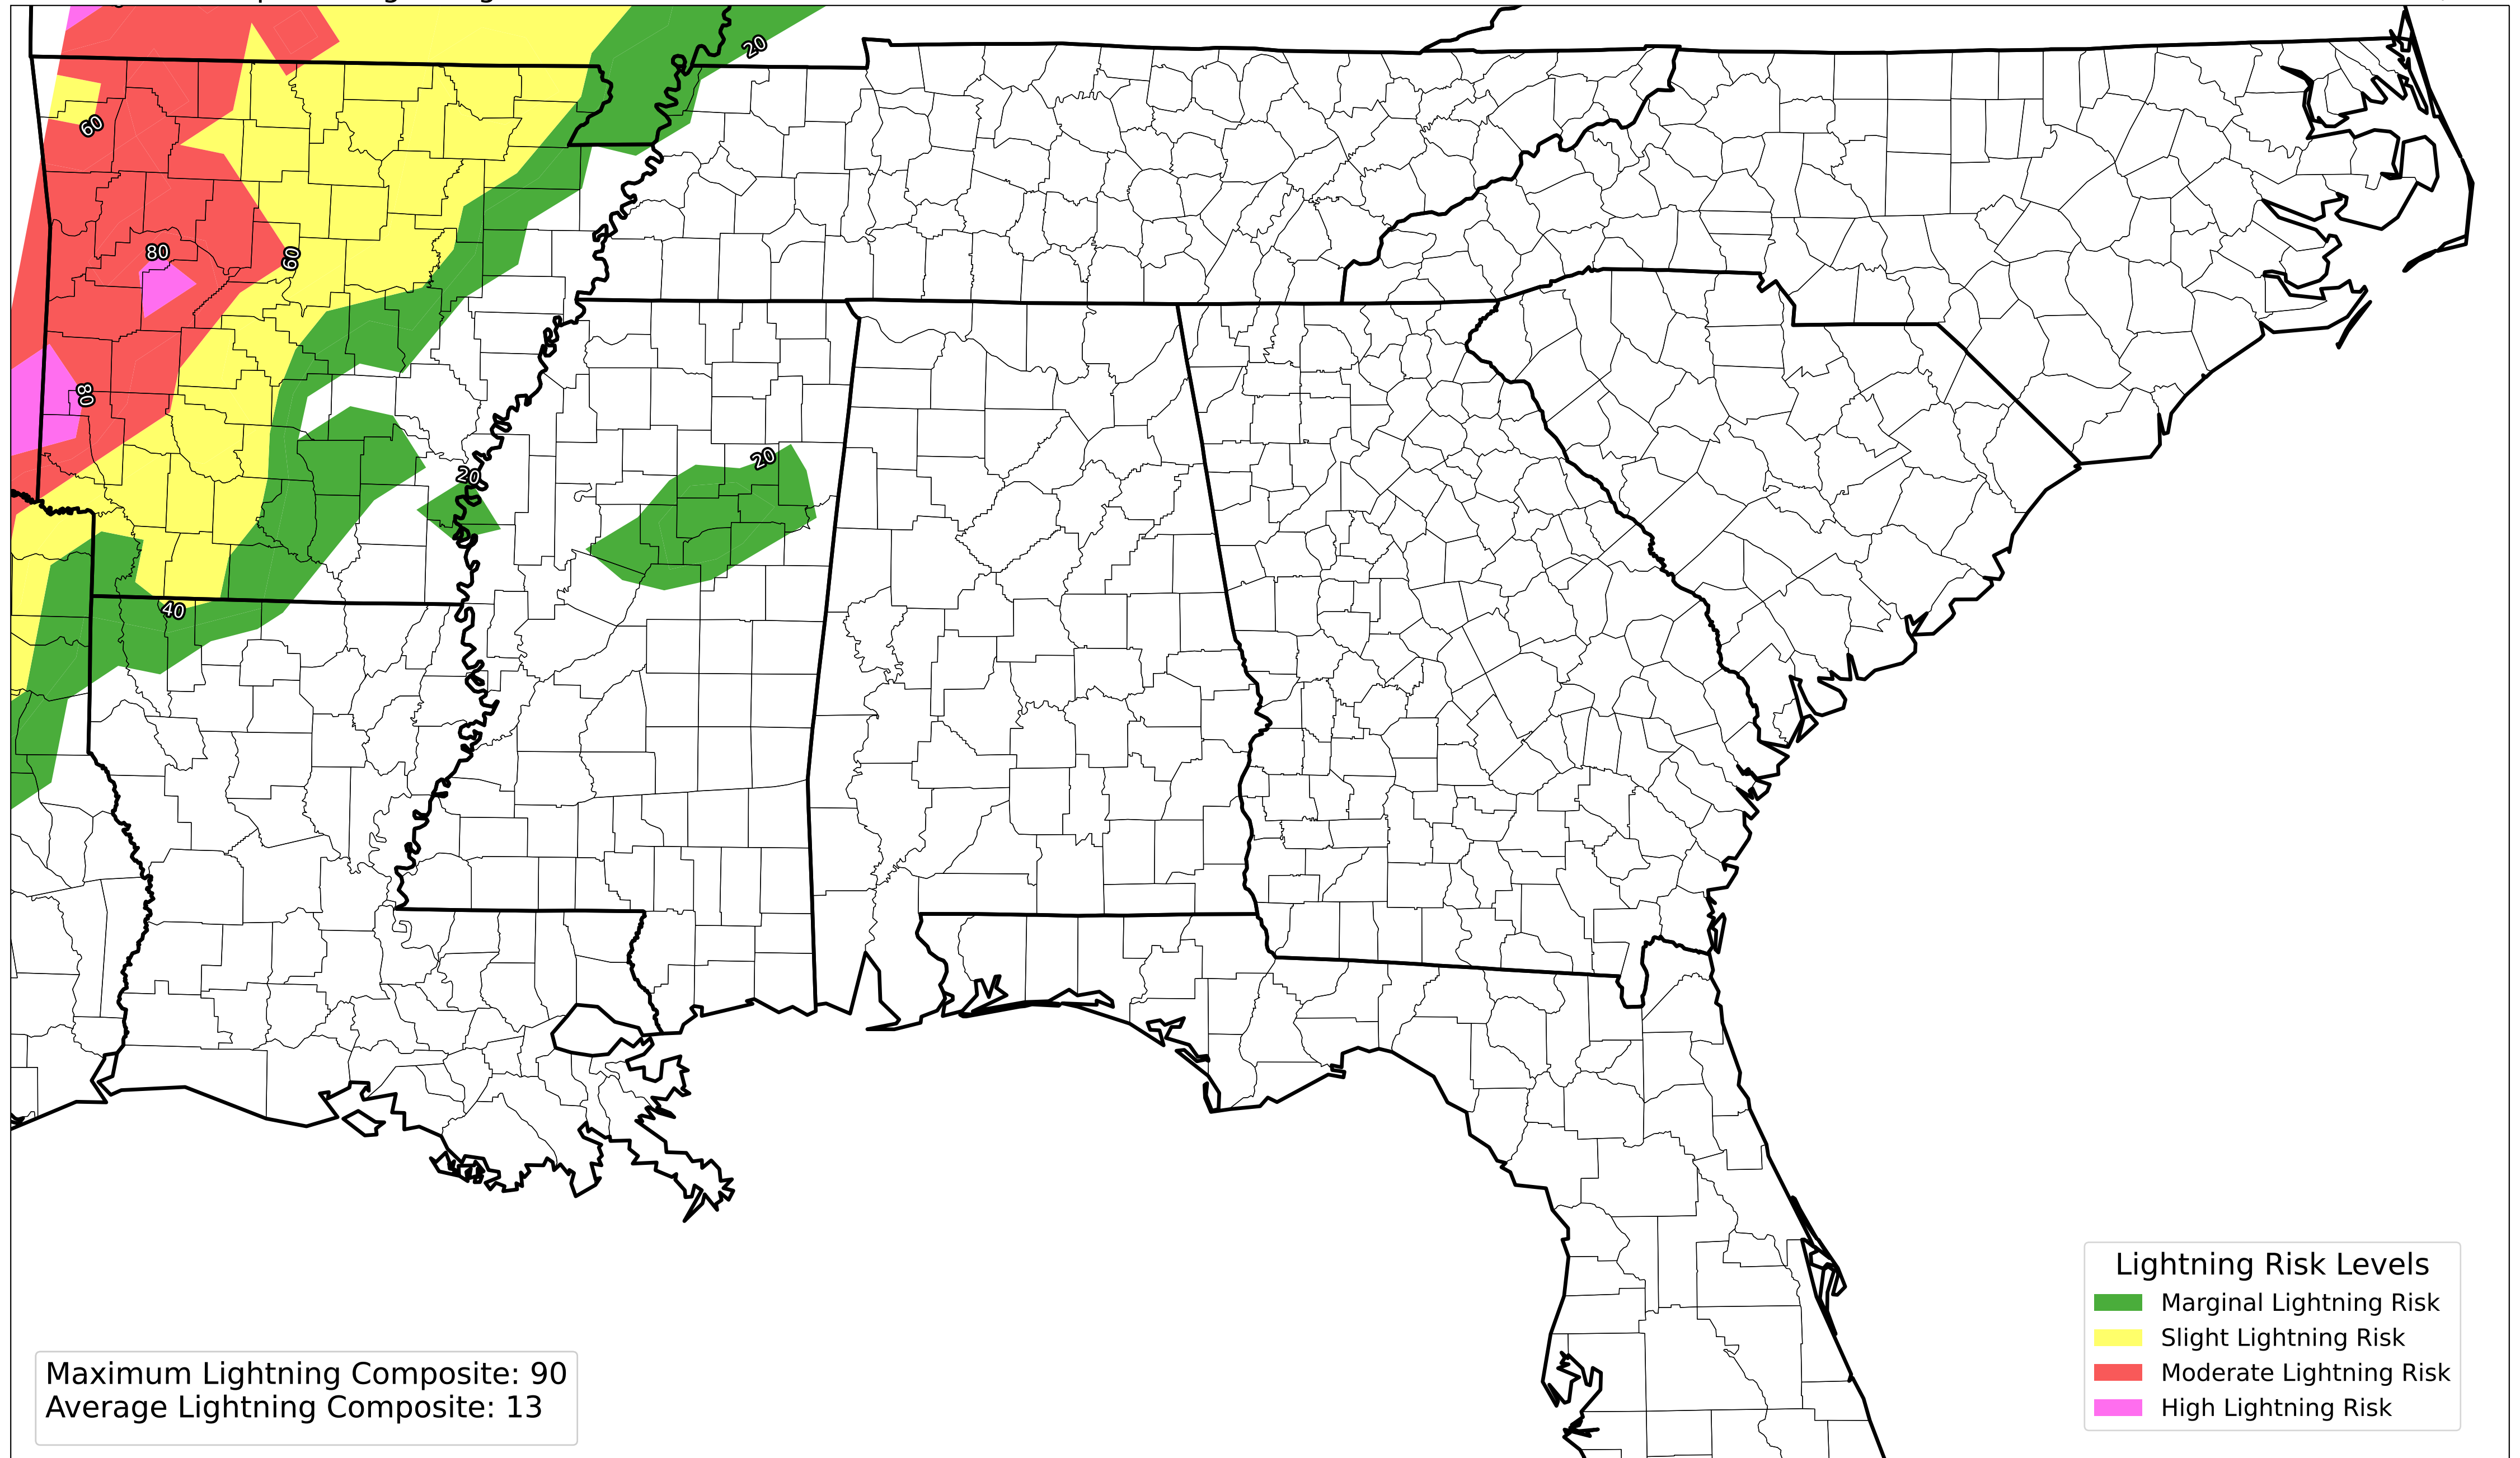 20
60
80
60
80
20
20
40
Lightning Risk Levels
Marginal Lightning Risk
Slight Lightning Risk
Moderate Lightning Risk
High Lightning Risk
Maximum Lightning Composite: 90
Average Lightning Composite: 13